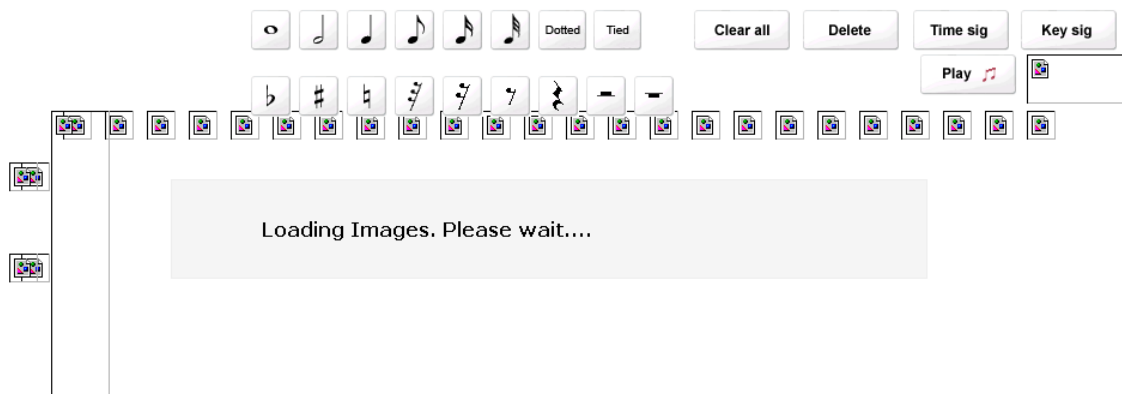 Dotted Tied Clear all Delete Time sig Key sig
Play
Loading Images. Please wait....